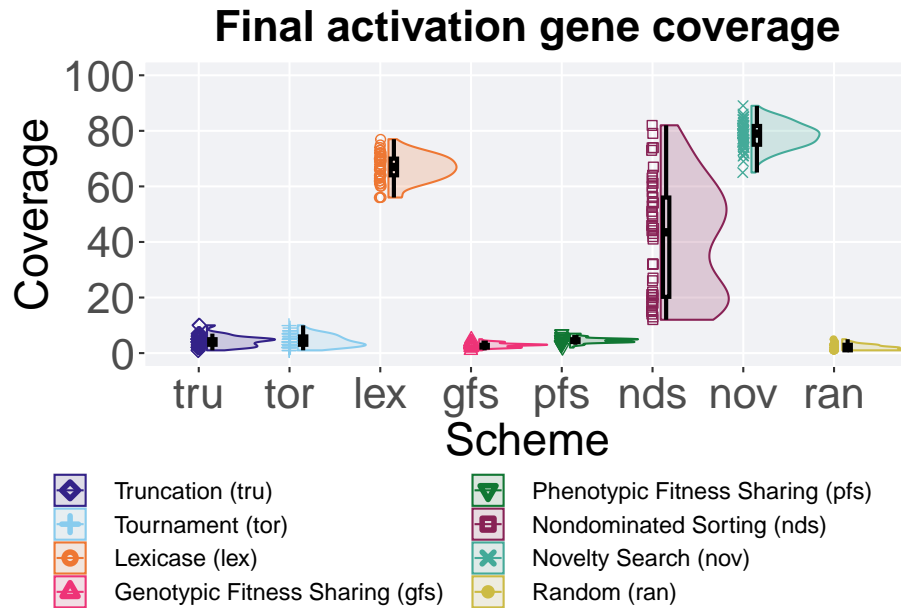 Final activation gene coverage
Coverage
100
80
60
40
20
0
tru tor lex gfs pfs nds nov ran
Scheme
Truncation (tru)
Tournament (tor)
Lexicase (lex)
Genotypic Fitness Sharing (gfs)
Phenotypic Fitness Sharing (pfs)
Nondominated Sorting (nds)
Novelty Search (nov)
Random (ran)